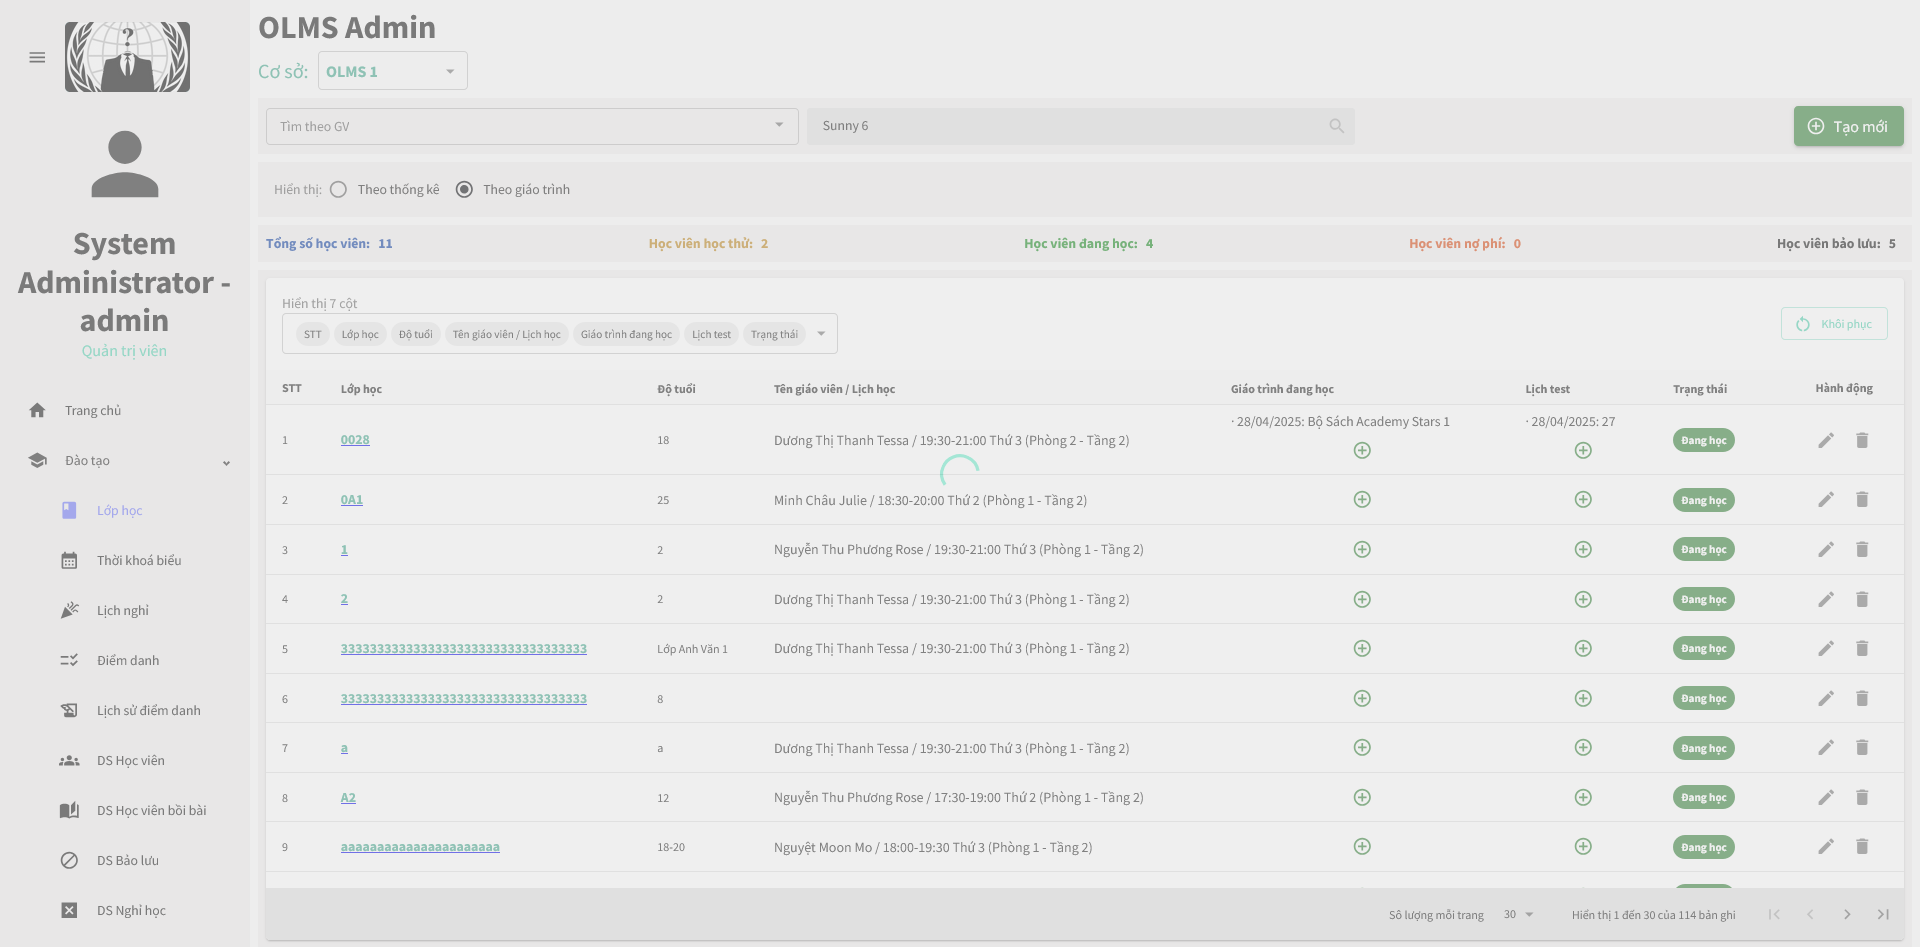 OLMS Admin
Cơ sở: OLMS 1
Tìm theo GV
Sunny 6
Tạo mới
Hiển thị: Theo thống kê Theo giáo trình
Tổng số học viên: 11
Học viên học thử: 2
Học viên đang học: 4
Học viên nợ phí: 0
Học viên bảo lưu: 5
System
Administrator -
admin
Quản trị viên
Trang chủ
Đào tạo
Lớp học
Thời khoá biểu
Lịch nghỉ
Điểm danh
Lịch sử điểm danh
DS Học viên
DS Học viên bồi bài
DS Bảo lưu
DS Nghỉ học
Hiển thị 7 cột
STT Lớp học Độ tuổi Tên giáo viên / Lịch học Giáo trình đang học Lịch test Trạng thái
Khôi phục
STT Lớp học Độ tuổi Tên giáo viên / Lịch học Giáo trình đang học Lịch test Trạng thái Hành động
1 0028 18 Dương Thị Thanh Tessa / 19:30-21:00 Thứ 3 (Phòng 2 - Tầng 2) · 28/04/2025: Bộ Sách Academy Stars 1 · 28/04/2025: 27 Đang học
2 0A1 25 Minh Châu Julie / 18:30-20:00 Thứ 2 (Phòng 1 - Tầng 2) Đang học
3 1 2 Nguyễn Thu Phương Rose / 19:30-21:00 Thứ 3 (Phòng 1 - Tầng 2) Đang học
4 2 2 Dương Thị Thanh Tessa / 19:30-21:00 Thứ 3 (Phòng 1 - Tầng 2) Đang học
5 3333333333333333333333333333333333 Lớp Anh Văn 1 Dương Thị Thanh Tessa / 19:30-21:00 Thứ 3 (Phòng 1 - Tầng 2) Đang học
6 3333333333333333333333333333333333 8 Đang học
7 a a Dương Thị Thanh Tessa / 19:30-21:00 Thứ 3 (Phòng 1 - Tầng 2) Đang học
8 A2 12 Nguyễn Thu Phương Rose / 17:30-19:00 Thứ 2 (Phòng 1 - Tầng 2) Đang học
9 aaaaaaaaaaaaaaaaaaaaaa 18-20 Nguyệt Moon Mo / 18:00-19:30 Thứ 3 (Phòng 1 - Tầng 2) Đang học
Số lượng mỗi trang 30 Hiển thị 1 đến 30 của 114 bản ghi